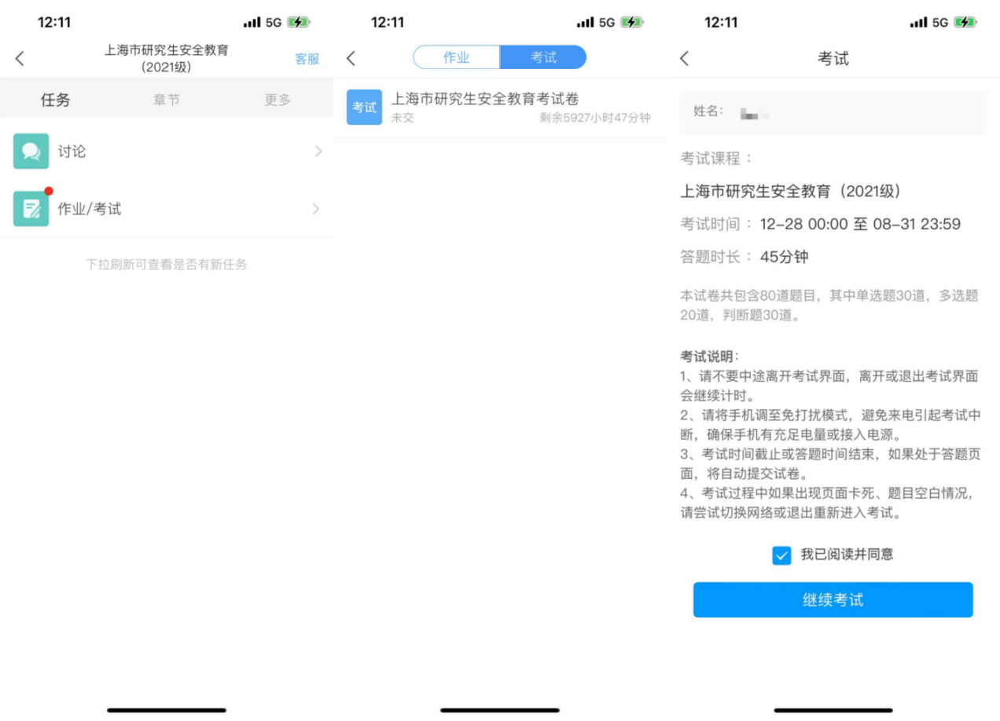 12:11
5G
上海市研究生安全教育
(2021级)
客服
任务
章节
更多
讨论
作业/考试
下拉刷新可查看是否有新任务
12:11
5G
作业
考试
考试
上海市研究生安全教育考试卷
未交
剩余5927小时47分钟
12:11
5G
考试
姓名:
考试课程：
上海市研究生安全教育（2021级）
考试时间： 12-28 00:00 至 08-31 23:59
答题时长： 45分钟
本试卷共包含80道题目，其中单选题30道，多选题
20道，判断题30道。
考试说明:
1、请不要中途离开考试界面，离开或退出考试界面
会继续计时。
2、请将手机调至免打扰模式，避免来电引起考试中
断，确保手机有充足电量或接入电源。
3、考试时间截止或答题时间结束，如果处于答题页
面，将自动提交试卷。
4、考试过程中如果出现页面卡死、题目空白情况，
请尝试切换网络或退出重新进入考试。
我已阅读并同意
继续考试